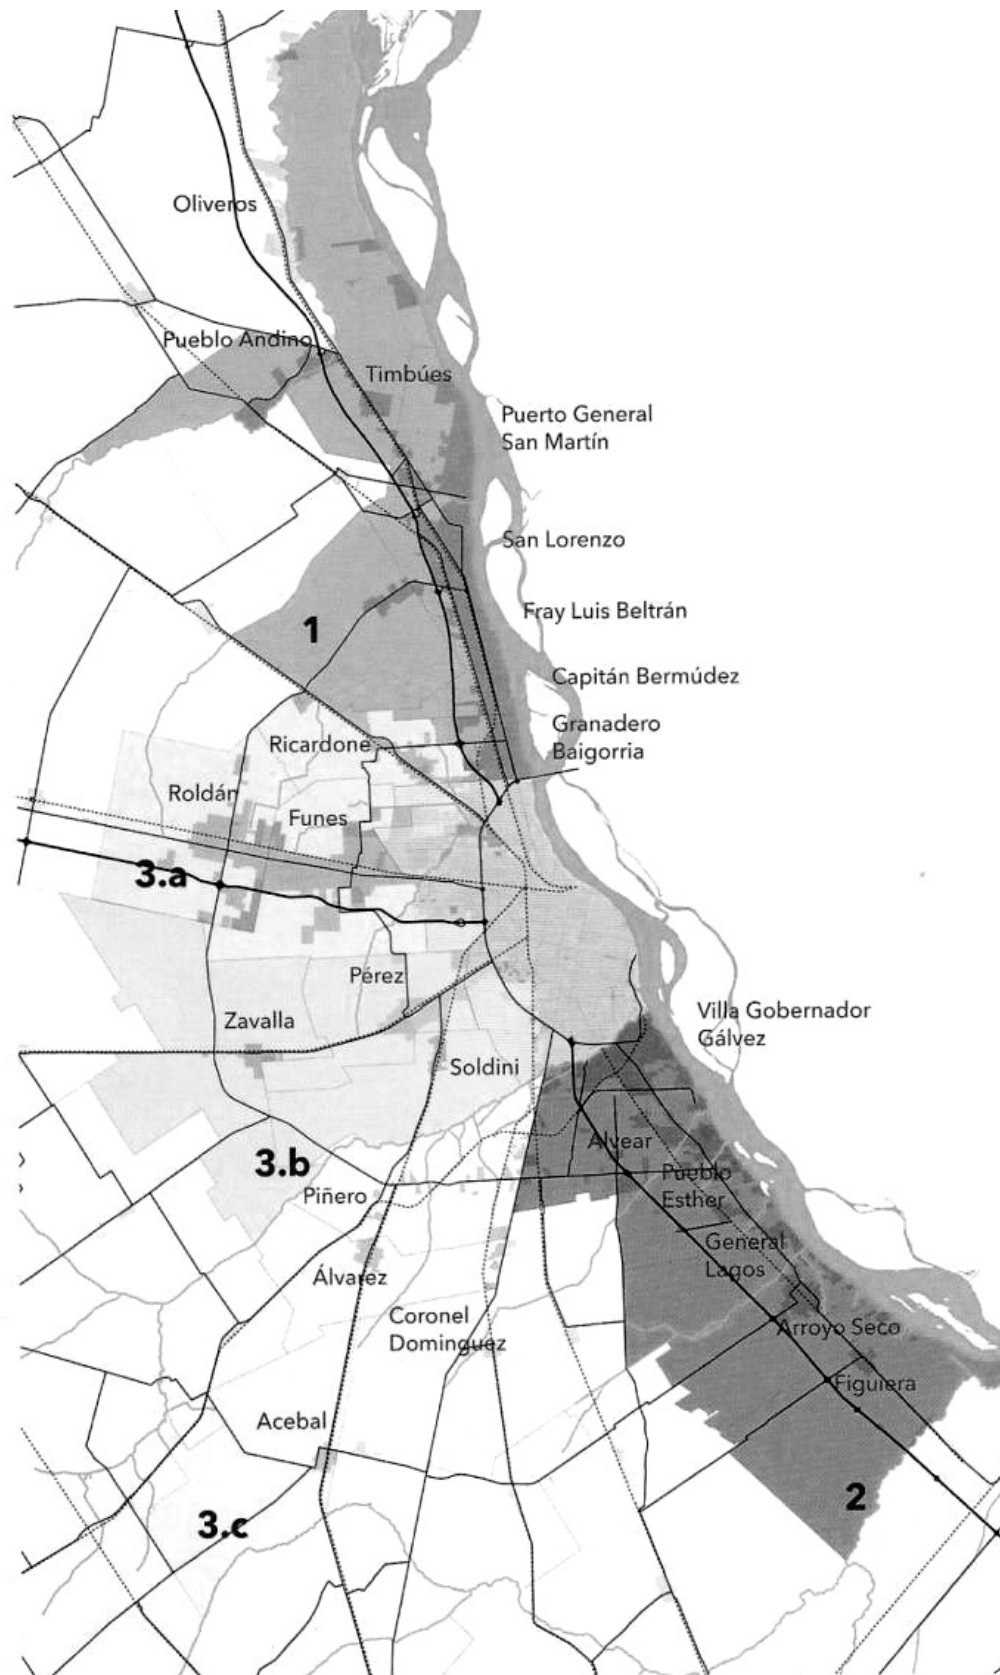 Oliveros
Pueblo Andino
Timbúes
Puerto General
San Martín
San Lorenzo
1
Fray Luis Beltrán
Capitán Bermúdez
Granadero
Baigorria
Ricardone
Roldán
Funes
3.a
Pérez
Zavalla
Villa Gobernador
Gálvez
Soldini
Alvear
3.b
Piñero
Pueblo
Esther
General
Lagos
Álvarez
Coronel
Dominguez
Arroyo Seco
Figuiera
Acebal
2
3.c